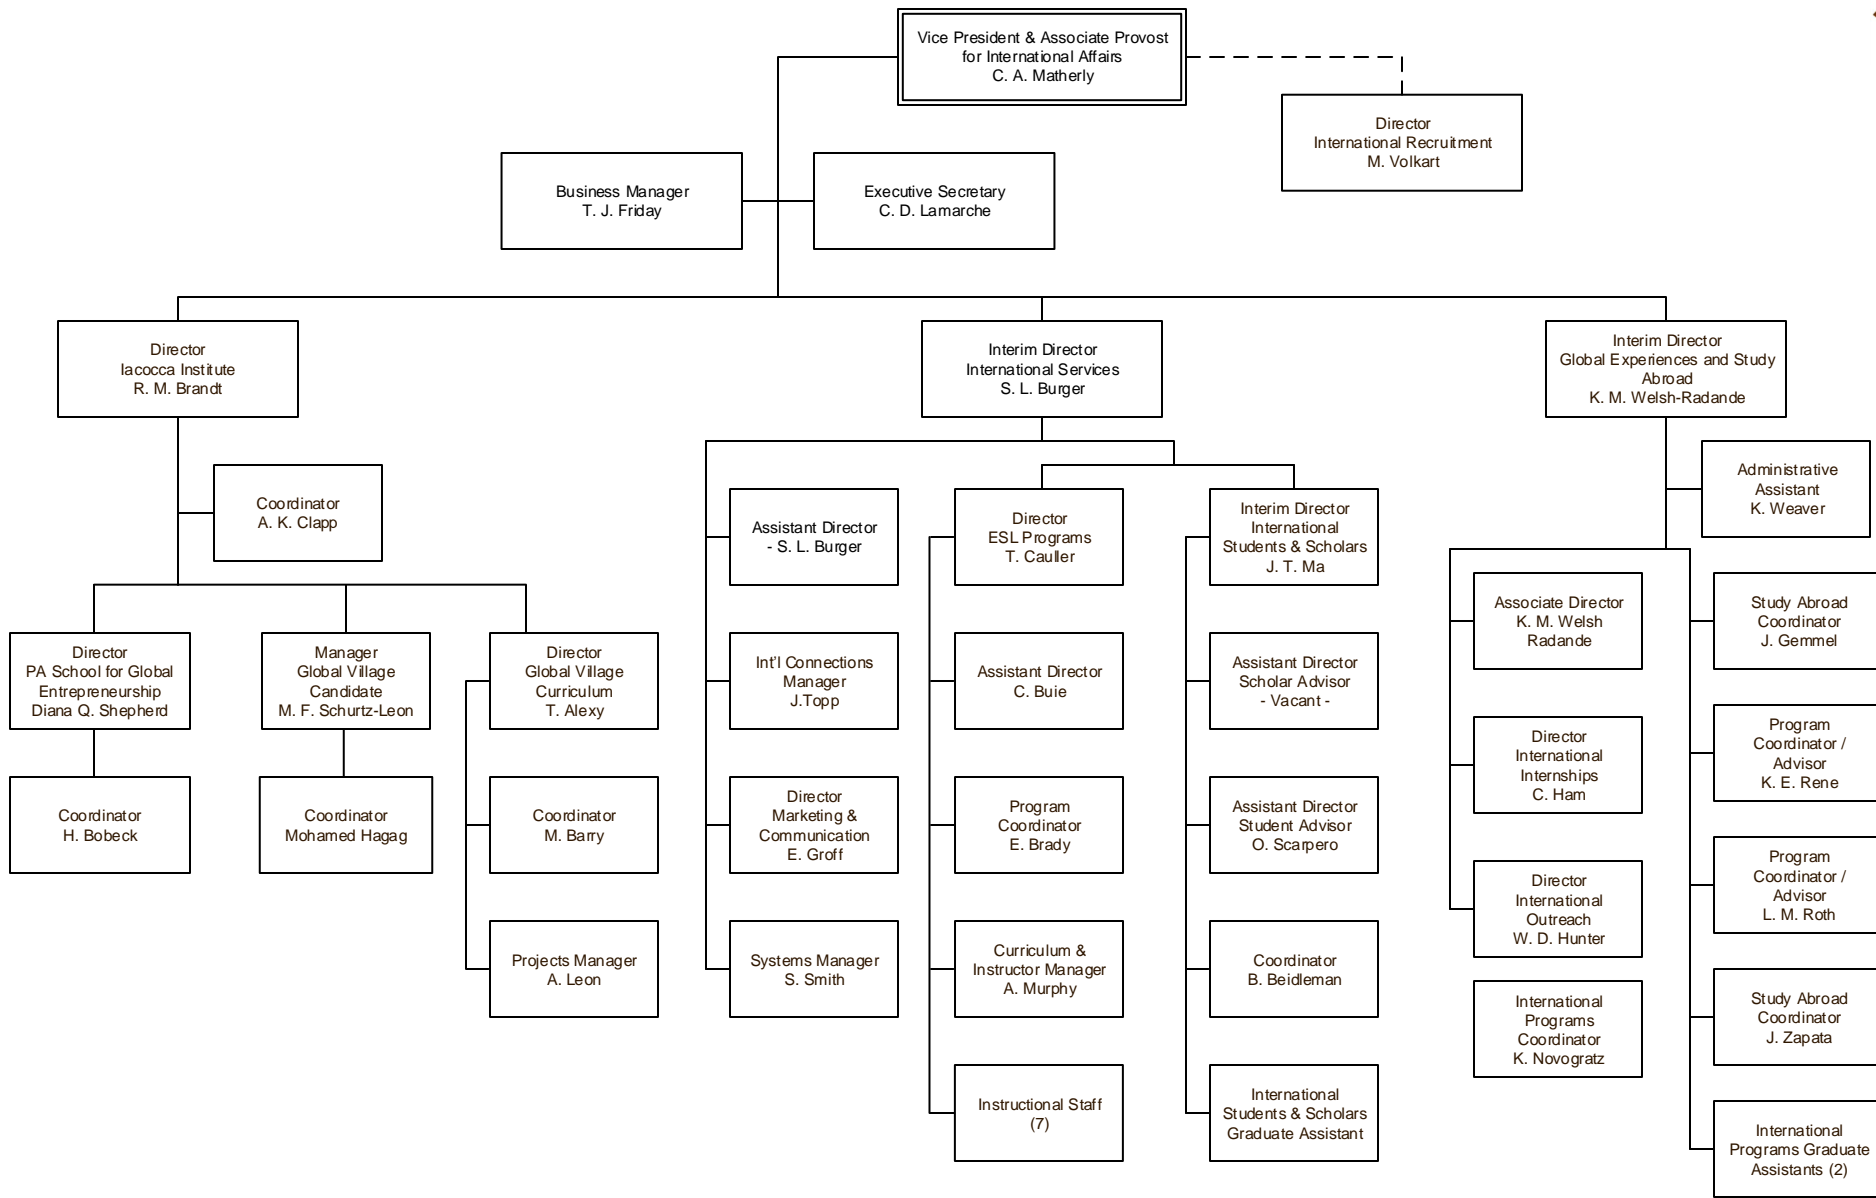 Vice President & Associate Provost
for International Affairs
C. A. Matherly
Director
International Recruitment
M. Volkart
Business Manager
T. J. Friday
Executive Secretary
C. D. Lamarche
Director
Iacocca Institute
R. M. Brandt
Interim Director
International Services
S. L. Burger
Interim Director
Global Experiences and Study
Abroad
K. M. Welsh-Radande
Coordinator
A. K. Clapp
Director
PA School for Global
Entrepreneurship
Diana Q. Shepherd
Manager
Global Village
Candidate
M. F. Schurtz-Leon
Director
Global Village
Curriculum
T. Alexy
Coordinator
H. Bobeck
Coordinator
Mohamed Hagag
Coordinator
M. Barry
Projects Manager
A. Leon
Assistant Director
- S. L. Burger
Int'l Connections
Manager
J.Topp
Director
Marketing &
Communication
E. Groff
Systems Manager
S. Smith
Director
ESL Programs
T. Cauller
Assistant Director
C. Buie
Program
Coordinator
E. Brady
Curriculum &
Instructor Manager
A. Murphy
Instructional Staff
(7)
Interim Director
International
Students & Scholars
J. T. Ma
Assistant Director
Scholar Advisor
- Vacant -
Assistant Director
Student Advisor
O. Scarpero
Coordinator
B. Beidleman
International
Students & Scholars
Graduate Assistant
Administrative
Assistant
K. Weaver
Associate Director
K. M. Welsh
Radande
Director
International
Internships
C. Ham
Director
International
Outreach
W. D. Hunter
International
Programs
Coordinator
K. Novogratz
Study Abroad
Coordinator
J. Gemmel
Program
Coordinator /
Advisor
K. E. Rene
Program
Coordinator /
Advisor
L. M. Roth
Study Abroad
Coordinator
J. Zapata
International
Programs Graduate
Assistants (2)